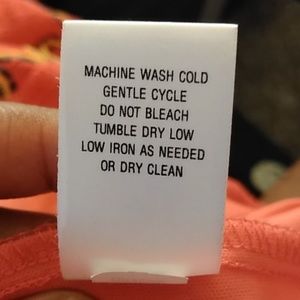 MACHINE WASH COLD
GENTLE CYCLE
DO NOT BLEACH
TUMBLE DRY LOW
LOW IRON AS NEEDED
OR DRY CLEAN